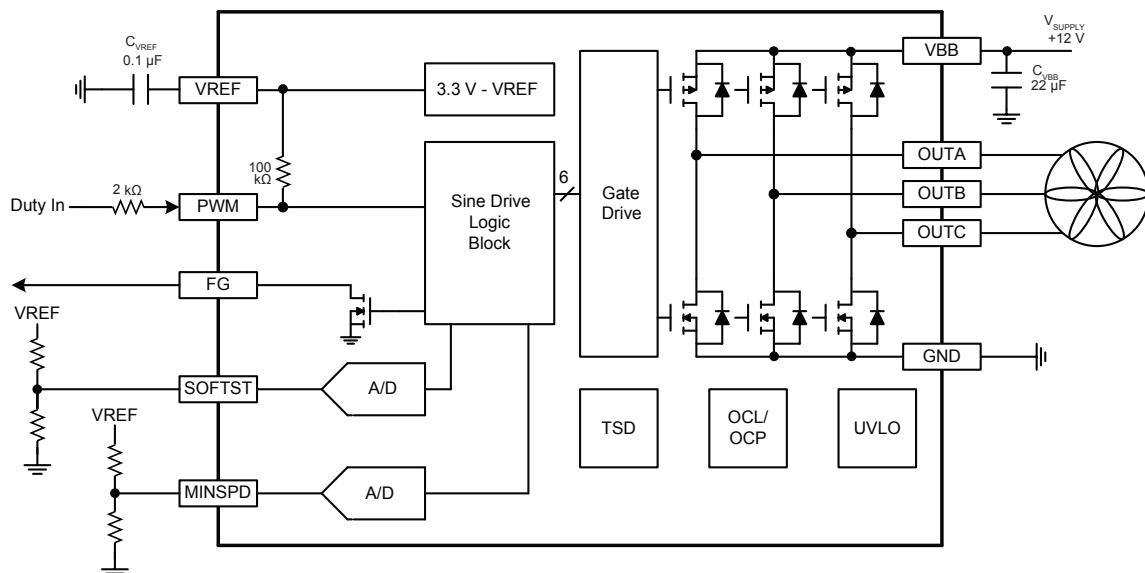 C_VREF
0.1 µF
VREF
3.3 V - VREF
100
kΩ
Duty In
2 kΩ
PWM
Sine Drive
Logic
Block
6
Gate
Drive
VBB
V_SUPPLY
+12 V
C_VBB
22 µF
OUTA
OUTB
OUTC
GND
FG
VREF
SOFTST
A/D
VREF
MINSPD
A/D
TSD
OCL/
OCP
UVLO